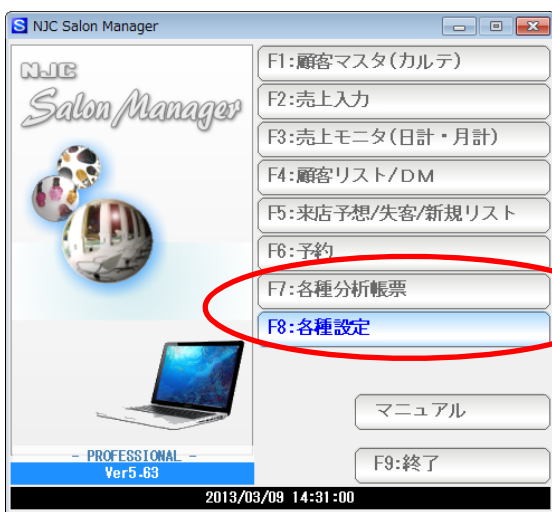 NJC Salon Manager
NJC
Salon Manager
F1:顧客マスタ(カルテ)
F2:売上入力
F3:売上モニタ(日計・月計)
F4:顧客リスト/DM
F5:来店予想/失客/新規リスト
F6:予約
F7:各種分析帳票
F8:各種設定
マニュアル
F9:終了
- PROFESSIONAL -
Ver5.63
2013/03/09 14:31:00